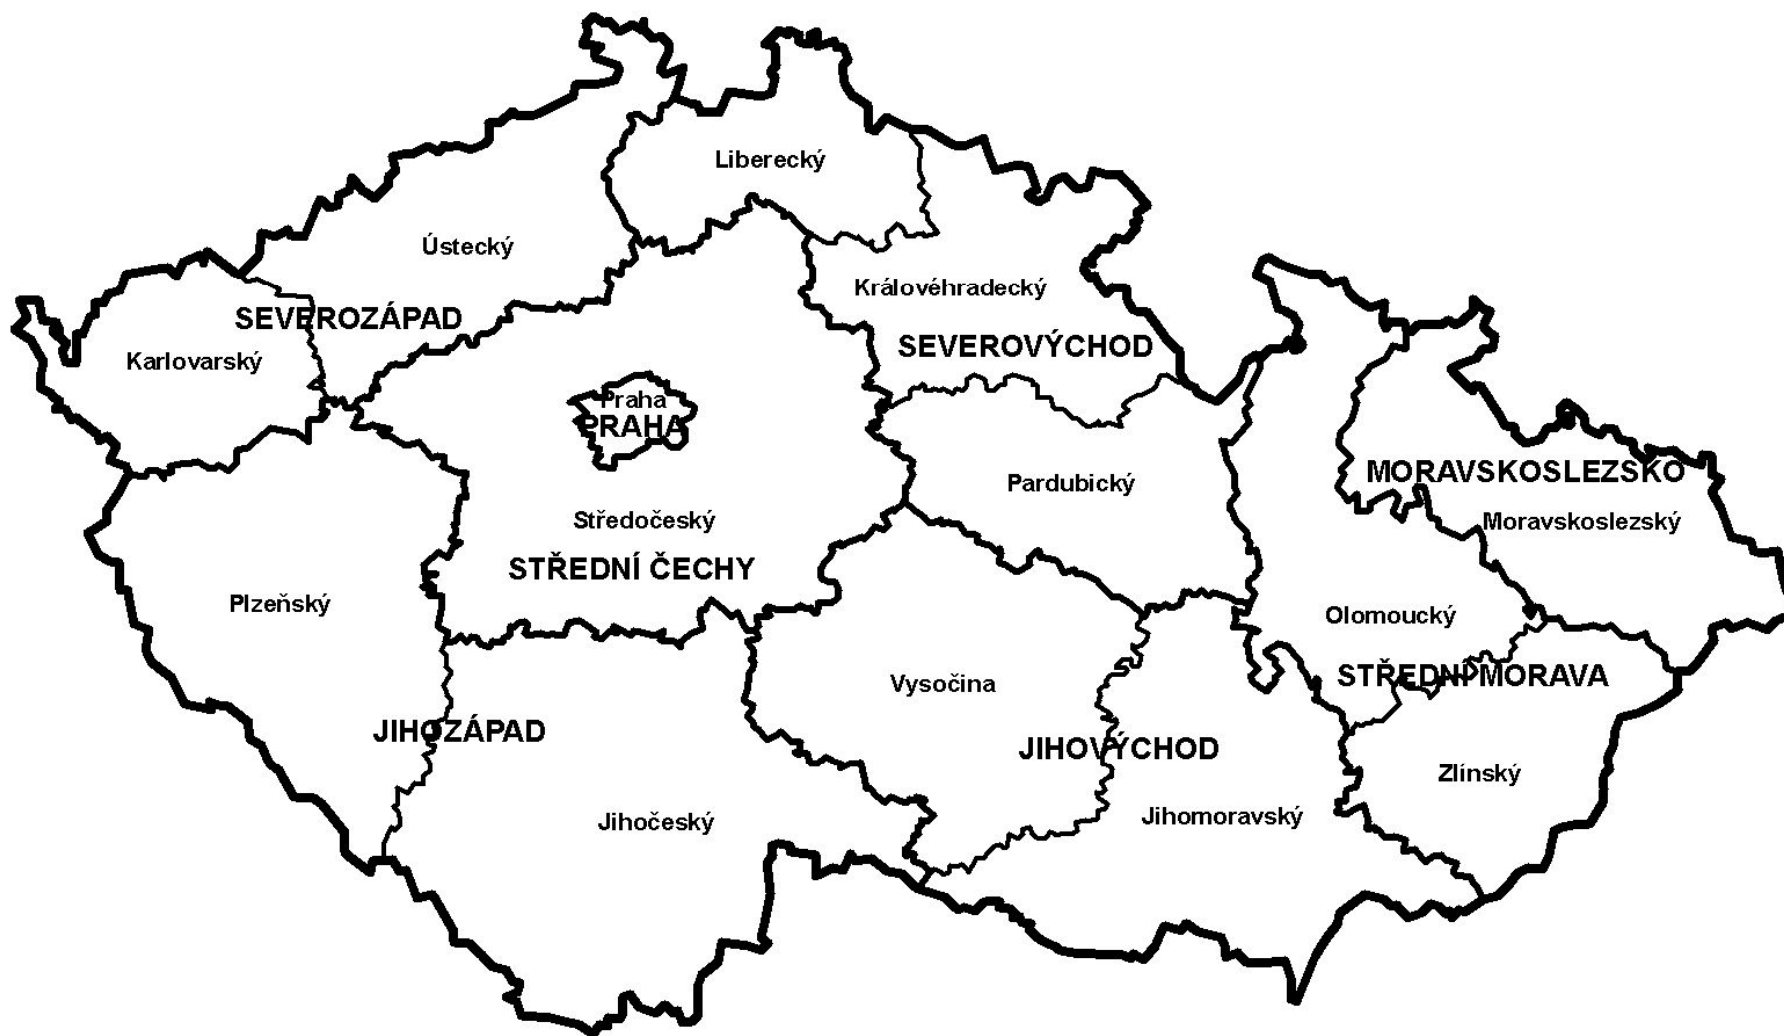 Liberecký
Ústecký
Královéhradecký
SEVEROZÁPAD
SEVEROVÝCHOD
Karlovarský
Praha
PRAHA
MORAVSKOSLEZSKO
Pardubický
Středočeský
Moravskoslezský
STŘEDNÍ ČECHY
Plzeňský
Olomoucký
STŘEDNÍ MORAVA
Vysočina
JIHOZÁPAD
JIHOVÝCHOD
Zlínský
Jihočeský
Jihomoravský